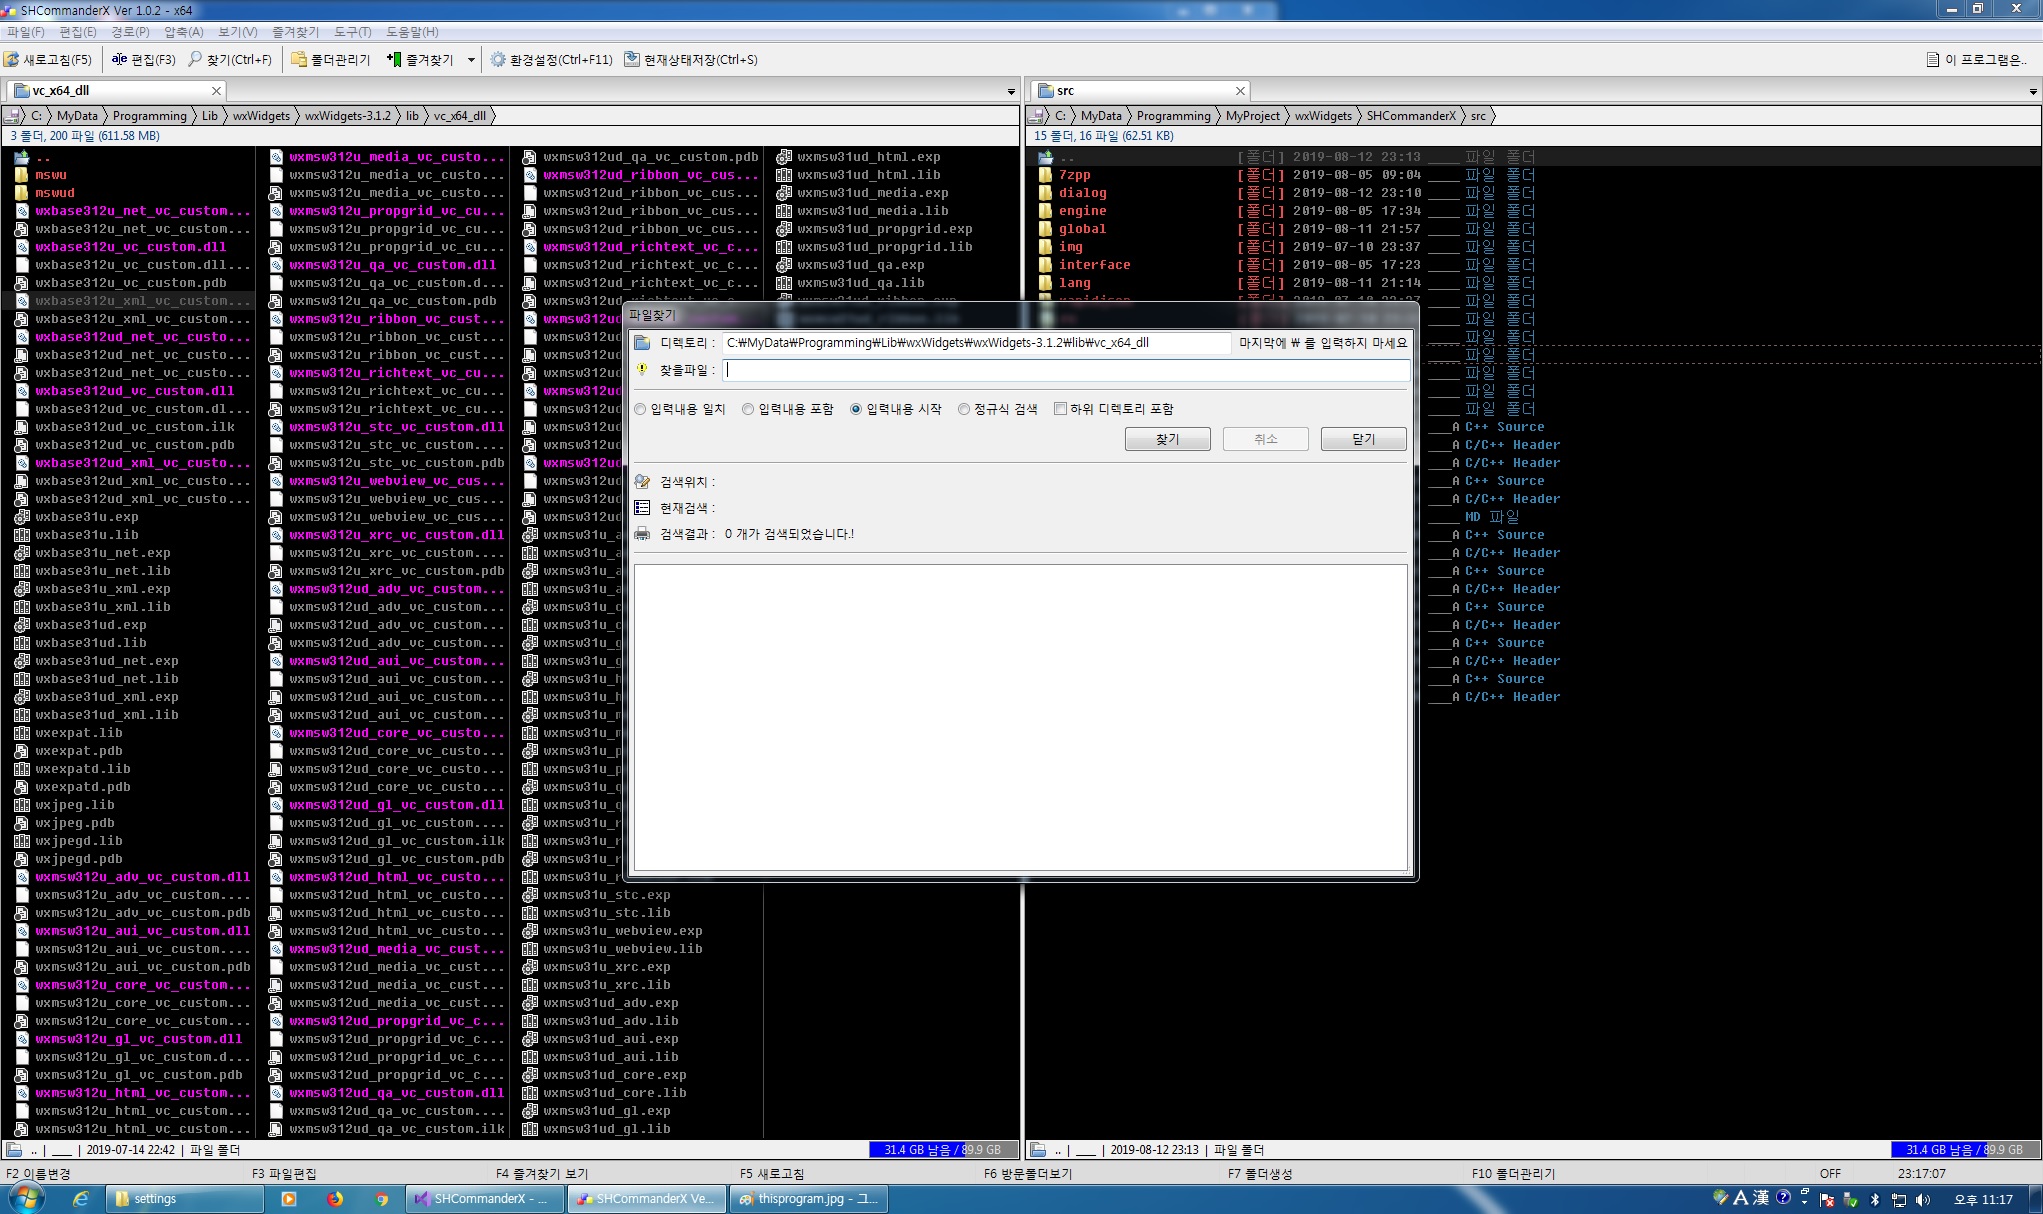 SHCommanderX Ver 1.0.2 - x64
파일(F) 편집(E) 경로(P) 압축(A) 보기(V) 즐겨찾기 도구(T) 도움말(H)
새로고침(F5) 편집(F3) 찾기(Ctrl+F) 폴더관리기 즐겨찾기 환경설정(Ctrl+F11) 현재상태저장(Ctrl+S) 이 프로그램은..
vc_x64_dll
C: MyData Programming Lib wxWidgets wxWidgets-3.1.2 lib vc_x64_dll
3 폴더, 200 파일 (611.58 MB)
..
mswu
mswud
wxbase312u_net_vc_custom...
wxbase312u_net_vc_custom...
wxbase312u_vc_custom.dll
wxbase312u_vc_custom.dll...
wxbase312u_vc_custom.pdb
wxbase312u_xml_vc_custom...
wxbase312u_xml_vc_custom...
wxbase312ud_net_vc_custo...
wxbase312ud_net_vc_custo...
wxbase312ud_net_vc_custo...
wxbase312ud_vc_custom.dll
wxbase312ud_vc_custom.dl...
wxbase312ud_vc_custom.ilk
wxbase312ud_vc_custom.pdb
wxbase312ud_xml_vc_custo...
wxbase312ud_xml_vc_custo...
wxbase312ud_xml_vc_custo...
wxbase31u.exp
wxbase31u.lib
wxbase31u_net.exp
wxbase31u_net.lib
wxbase31u_xml.exp
wxbase31u_xml.lib
wxbase31ud.exp
wxbase31ud.lib
wxbase31ud_net.exp
wxbase31ud_net.lib
wxbase31ud_xml.exp
wxbase31ud_xml.lib
wxexpat.lib
wxexpat.pdb
wxexpatd.lib
wxexpatd.pdb
wxjpeg.lib
wxjpeg.pdb
wxjpegd.lib
wxjpegd.pdb
wxmsw312u_adv_vc_custom.dll
wxmsw312u_adv_vc_custom....
wxmsw312u_adv_vc_custom.pdb
wxmsw312u_aui_vc_custom.dll
wxmsw312u_aui_vc_custom....
wxmsw312u_aui_vc_custom.pdb
wxmsw312u_core_vc_custom...
wxmsw312u_core_vc_custom...
wxmsw312u_core_vc_custom...
wxmsw312u_gl_vc_custom.dll
wxmsw312u_gl_vc_custom.d...
wxmsw312u_gl_vc_custom.pdb
wxmsw312u_html_vc_custom...
wxmsw312u_html_vc_custom...
wxmsw312u_html_vc_custom...
wxmsw312u_media_vc_custo...
wxmsw312u_media_vc_custo...
wxmsw312u_media_vc_custo...
wxmsw312u_propgrid_vc_cu...
wxmsw312u_propgrid_vc_cu...
wxmsw312u_propgrid_vc_cu...
wxmsw312u_qa_vc_custom.dll
wxmsw312u_qa_vc_custom.d...
wxmsw312u_qa_vc_custom.pdb
wxmsw312u_ribbon_vc_cust...
wxmsw312u_ribbon_vc_cust...
wxmsw312u_ribbon_vc_cust...
wxmsw312u_richtext_vc_cu...
wxmsw312u_richtext_vc_cu...
wxmsw312u_richtext_vc_cu...
wxmsw312u_stc_vc_custom.dll
wxmsw312u_stc_vc_custom....
wxmsw312u_stc_vc_custom.pdb
wxmsw312u_webview_vc_cus...
wxmsw312u_webview_vc_cus...
wxmsw312u_webview_vc_cus...
wxmsw312u_xrc_vc_custom.dll
wxmsw312u_xrc_vc_custom....
wxmsw312u_xrc_vc_custom.pdb
wxmsw312ud_adv_vc_custom...
wxmsw312ud_adv_vc_custom...
wxmsw312ud_adv_vc_custom...
wxmsw312ud_adv_vc_custom...
wxmsw312ud_aui_vc_custom...
wxmsw312ud_aui_vc_custom...
wxmsw312ud_aui_vc_custom...
wxmsw312ud_aui_vc_custom...
wxmsw312ud_core_vc_custo...
wxmsw312ud_core_vc_custo...
wxmsw312ud_core_vc_custo...
wxmsw312ud_core_vc_custo...
wxmsw312ud_gl_vc_custom.dll
wxmsw312ud_gl_vc_custom....
wxmsw312ud_gl_vc_custom.ilk
wxmsw312ud_gl_vc_custom.pdb
wxmsw312ud_html_vc_custo...
wxmsw312ud_html_vc_custo...
wxmsw312ud_html_vc_custo...
wxmsw312ud_html_vc_custo...
wxmsw312ud_media_vc_cust...
wxmsw312ud_media_vc_cust...
wxmsw312ud_media_vc_cust...
wxmsw312ud_media_vc_cust...
wxmsw312ud_propgrid_vc_c...
wxmsw312ud_propgrid_vc_c...
wxmsw312ud_propgrid_vc_c...
wxmsw312ud_propgrid_vc_c...
wxmsw312ud_qa_vc_custom.dll
wxmsw312ud_qa_vc_custom....
wxmsw312ud_qa_vc_custom.ilk
wxmsw312ud_qa_vc_custom.pdb
wxmsw312ud_ribbon_vc_cus...
wxmsw312ud_ribbon_vc_cus...
wxmsw312ud_ribbon_vc_cus...
wxmsw312ud_ribbon_vc_cus...
wxmsw312ud_richtext_vc_c...
wxmsw312ud_richtext_vc_c...
wxmsw312ud_richtext_vc_c...
wxmsw31u_stc.exp
wxmsw31u_stc.lib
wxmsw31u_webview.exp
wxmsw31u_webview.lib
wxmsw31u_xrc.exp
wxmsw31u_xrc.lib
wxmsw31ud_adv.exp
wxmsw31ud_adv.lib
wxmsw31ud_aui.exp
wxmsw31ud_aui.lib
wxmsw31ud_core.exp
wxmsw31ud_core.lib
wxmsw31ud_gl.exp
wxmsw31ud_gl.lib
wxmsw31ud_html.exp
wxmsw31ud_html.lib
wxmsw31ud_media.exp
wxmsw31ud_media.lib
wxmsw31ud_propgrid.exp
wxmsw31ud_propgrid.lib
wxmsw31ud_qa.exp
wxmsw31ud_qa.lib
.. | ___ | 2019-07-14 22:42 | 파일 폴더
31.4 GB 남음 / 89.9 GB
src
C: MyData Programming MyProject wxWidgets SHCommanderX src
15 폴더, 16 파일 (62.51 KB)
.. [폴더] 2019-08-12 23:13 ____ 파일 폴더
7zpp [폴더] 2019-08-05 09:04 ____ 파일 폴더
dialog [폴더] 2019-08-12 23:10 ____ 파일 폴더
engine [폴더] 2019-08-05 17:34 ____ 파일 폴더
global [폴더] 2019-08-11 21:57 ____ 파일 폴더
img [폴더] 2019-07-10 23:37 ____ 파일 폴더
interface [폴더] 2019-08-05 17:23 ____ 파일 폴더
lang [폴더] 2019-08-11 21:14 ____ 파일 폴더
____ 파일 폴더
파일 폴더
파일 폴더
파일 폴더
파일 폴더
파일 폴더
파일 폴더
___A C++ Source
___A C/C++ Header
___A C/C++ Header
___A C++ Source
___A C/C++ Header
____ MD 파일
___A C++ Source
___A C/C++ Header
___A C++ Source
___A C/C++ Header
___A C++ Source
___A C/C++ Header
___A C++ Source
___A C/C++ Header
___A C++ Source
___A C/C++ Header
.. | ___ | 2019-08-12 23:13 | 파일 폴더
31.4 GB 남음 / 89.9 GB
파일찾기
디렉토리 : C:₩MyData₩Programming₩Lib₩wxWidgets₩wxWidgets-3.1.2₩lib₩vc_x64_dll 마지막에 ₩ 를 입력하지 마세요
찾을파일 :
입력내용 일치 입력내용 포함 입력내용 시작 정규식 검색 하위 디렉토리 포함
찾기 취소 닫기
검색위치 :
현재검색 :
검색결과 : 0 개가 검색되었습니다.!
F2 이름변경 F3 파일편집 F4 즐겨찾기 보기 F5 새로고침 F6 방문폴더보기 F7 폴더생성 F10 폴더관리기 OFF 23:17:07
settings SHCommanderX - ... SHCommanderX Ve... thisprogram.jpg - 그... A 漢 오후 11:17